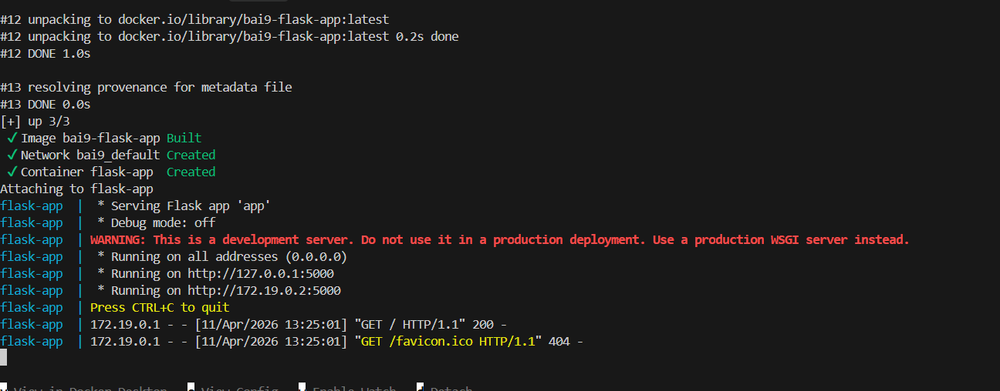 #12 unpacking to docker.io/library/bai9-flask-app:latest
#12 unpacking to docker.io/library/bai9-flask-app:latest 0.2s done
#12 DONE 1.0s
#13 resolving provenance for metadata file
#13 DONE 0.0s
[+] up 3/3
✓ Image bai9-flask-app Built
✓ Network bai9_default Created
✓ Container flask-app Created
Attaching to flask-app
flask-app | * Serving Flask app 'app'
flask-app | * Debug mode: off
flask-app | WARNING: This is a development server. Do not use it in a production deployment. Use a production WSGI server instead.
flask-app | * Running on all addresses (0.0.0.0)
flask-app | * Running on http://127.0.0.1:5000
flask-app | * Running on http://172.19.0.2:5000
flask-app | Press CTRL+C to quit
flask-app | 172.19.0.1 - - [11/Apr/2026 13:25:01] "GET / HTTP/1.1" 200 -
flask-app | 172.19.0.1 - - [11/Apr/2026 13:25:01] "GET /favicon.ico HTTP/1.1" 404 -
View in Docker Desktop View Config Enable Watch Detach